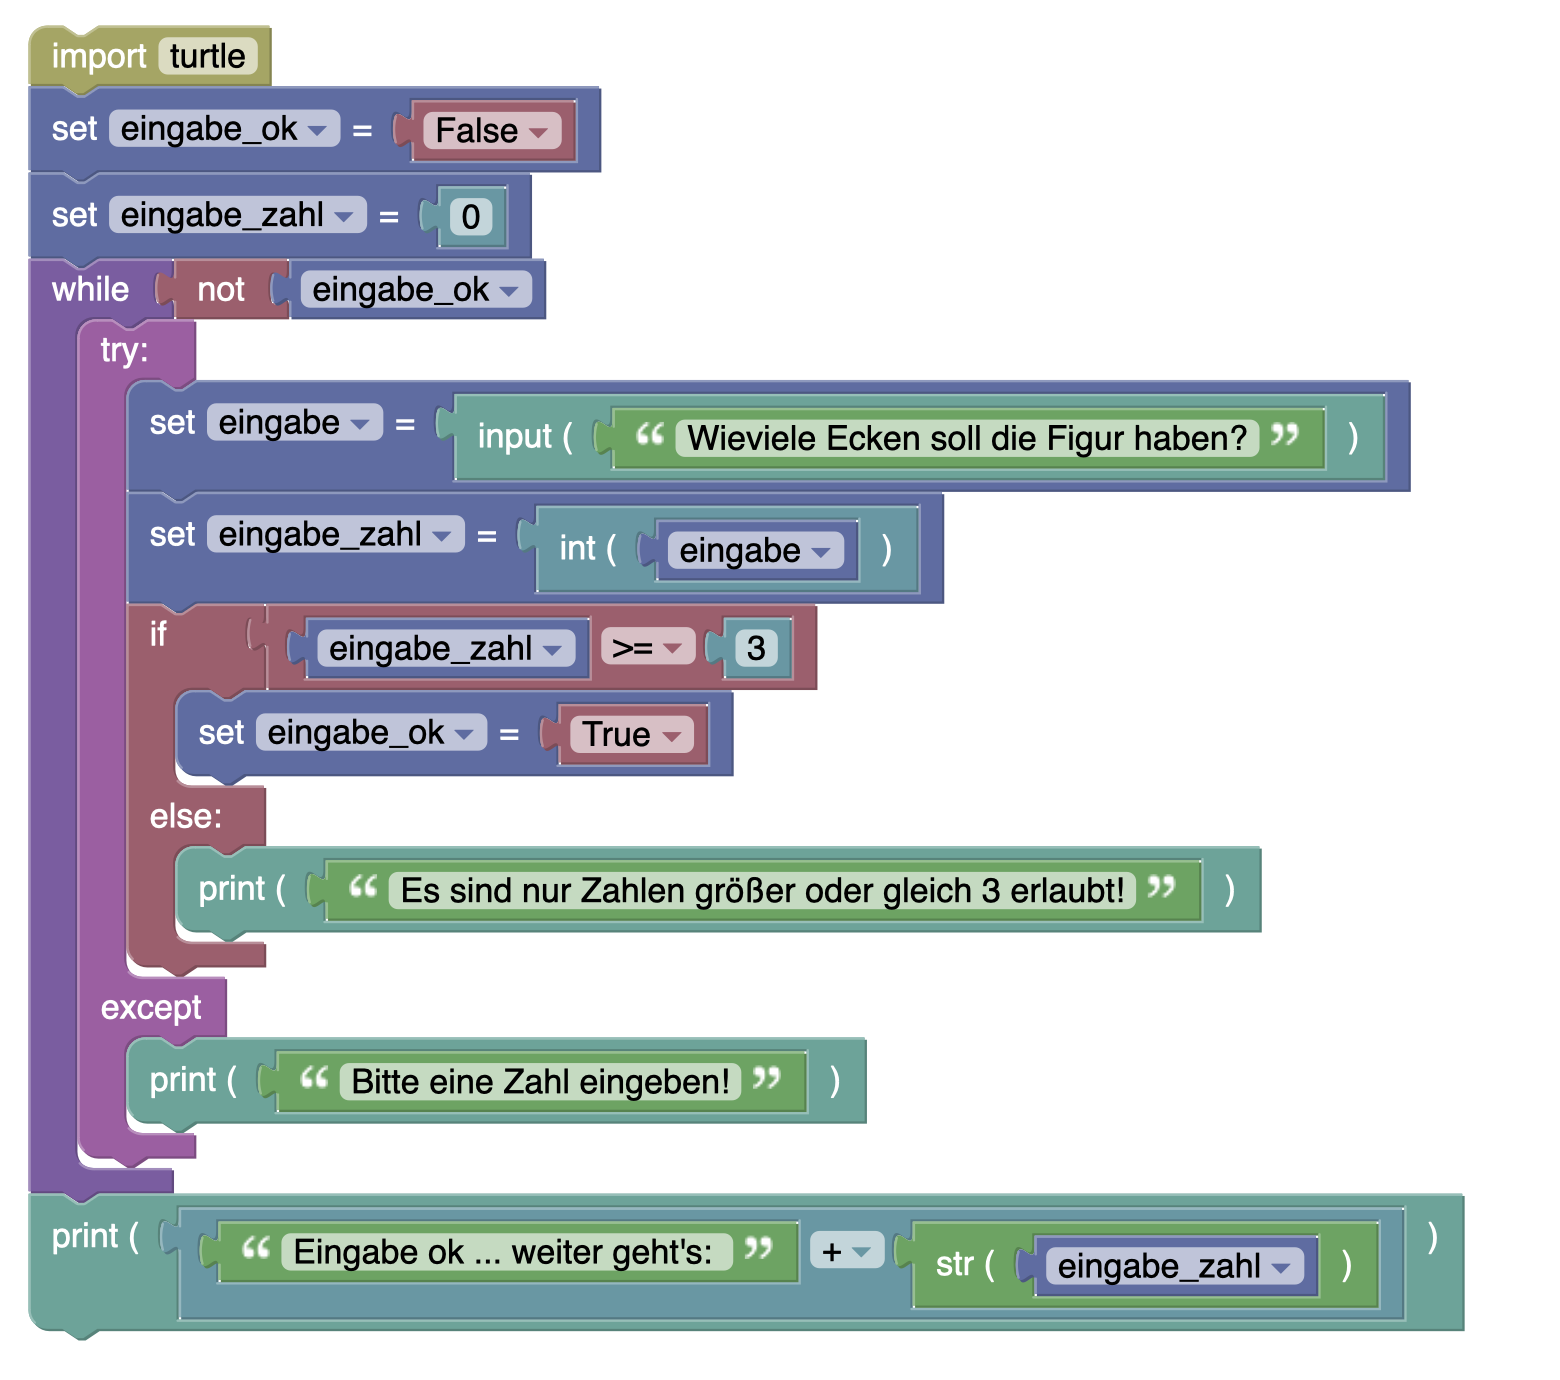 import turtle
set eingabe_ok = False
set eingabe_zahl = 0
while not eingabe_ok
try:
set eingabe = input ( “ Wieviele Ecken soll die Figur haben? ” )
set eingabe_zahl = int ( eingabe )
if eingabe_zahl >= 3
set eingabe_ok = True
else:
print ( “ Es sind nur Zahlen größer oder gleich 3 erlaubt! ” )
except
print ( “ Bitte eine Zahl eingeben! ” )
print ( “ Eingabe ok ... weiter geht's: ” + str ( eingabe_zahl ) )